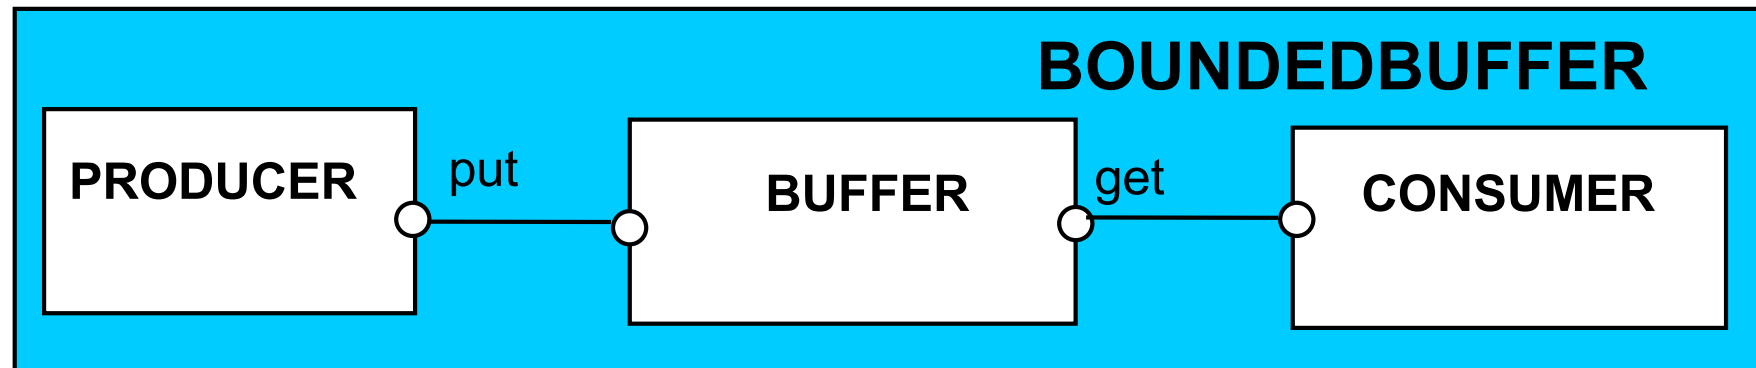 BOUNDEDBUFFER
PRODUCER
put
BUFFER
get
CONSUMER